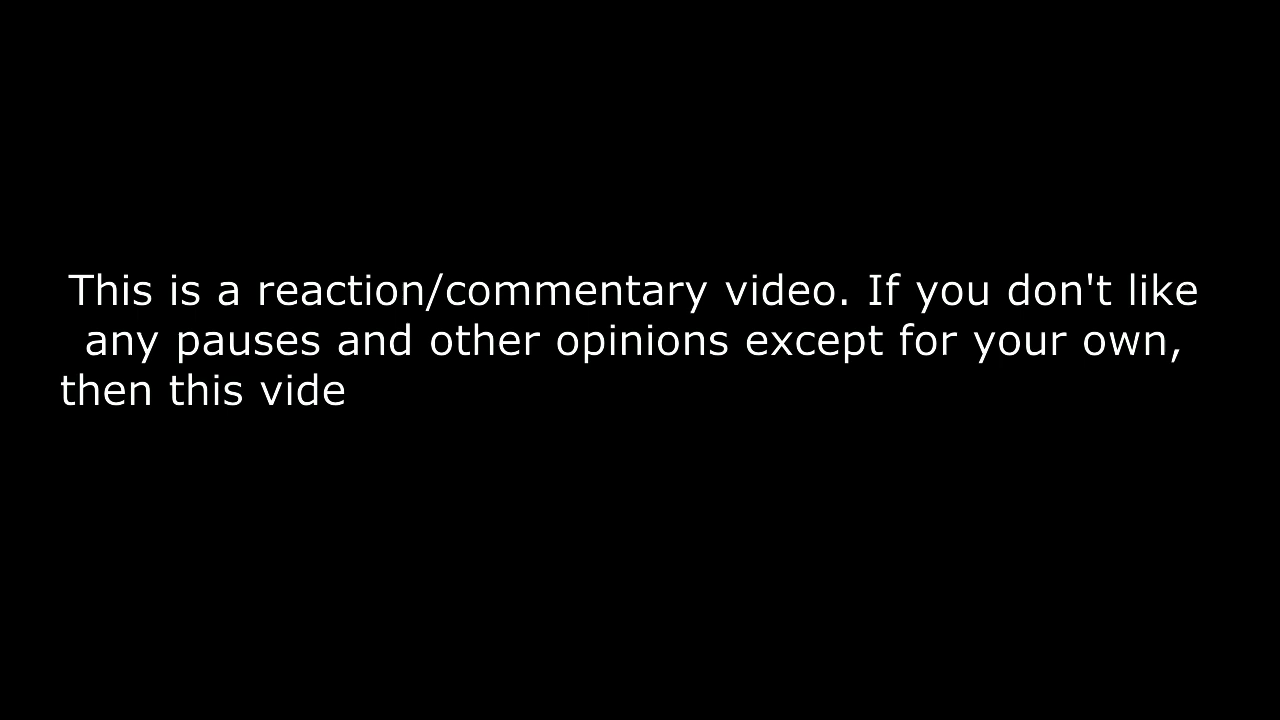 This is a reaction/commentary video. If you don't like
any pauses and other opinions except for your own,
then this vide